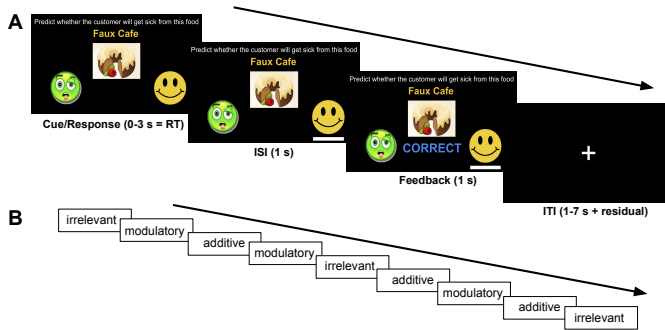 A
Predict whether the customer will get sick from this food
Faux Cafe
Cue/Response (0-3 s = RT)
Predict whether the customer will get sick from this food
Faux Cafe
ISI (1 s)
Predict whether the customer will get sick from this food
Faux Cafe
CORRECT
Feedback (1 s)
+
ITI (1-7 s + residual)
B
irrelevant
modulatory
additive
modulatory
irrelevant
additive
modulatory
additive
irrelevant